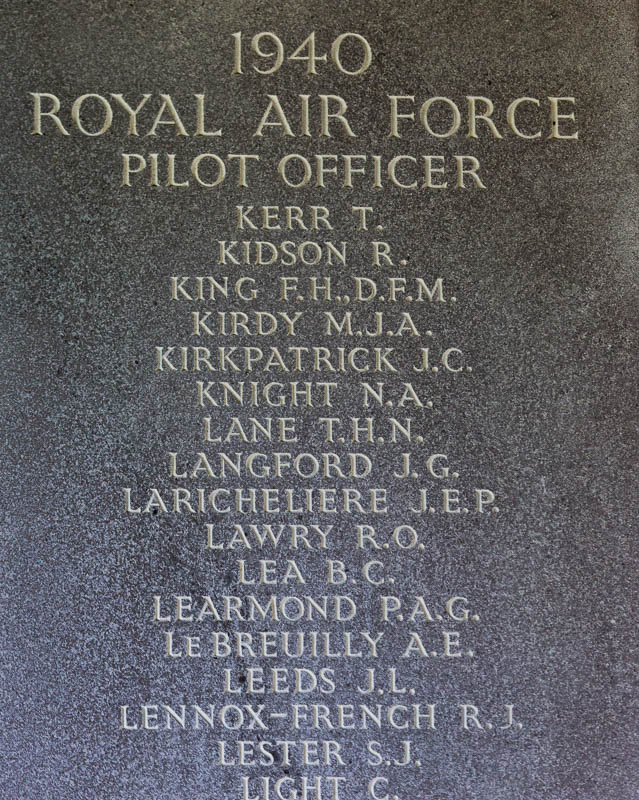 1940
ROYAL AIR FORCE
PILOT OFFICER
KERR T.
KIDSON R.
KING F.H., D.F.M.
KIRDY M.J.A.
KIRKPATRICK J.C.
KNIGHT N.A.
LANE T.H.N.
LANGFORD J.G.
LARICHELIERE J.E.P.
LAWRY R.O.
LEA B.C.
LEARMOND P.A.G.
LE BREUILLY A.E.
LEEDS J.L.
LENNOX-FRENCH R.J.
LESTER S.J.
LIGHT C.